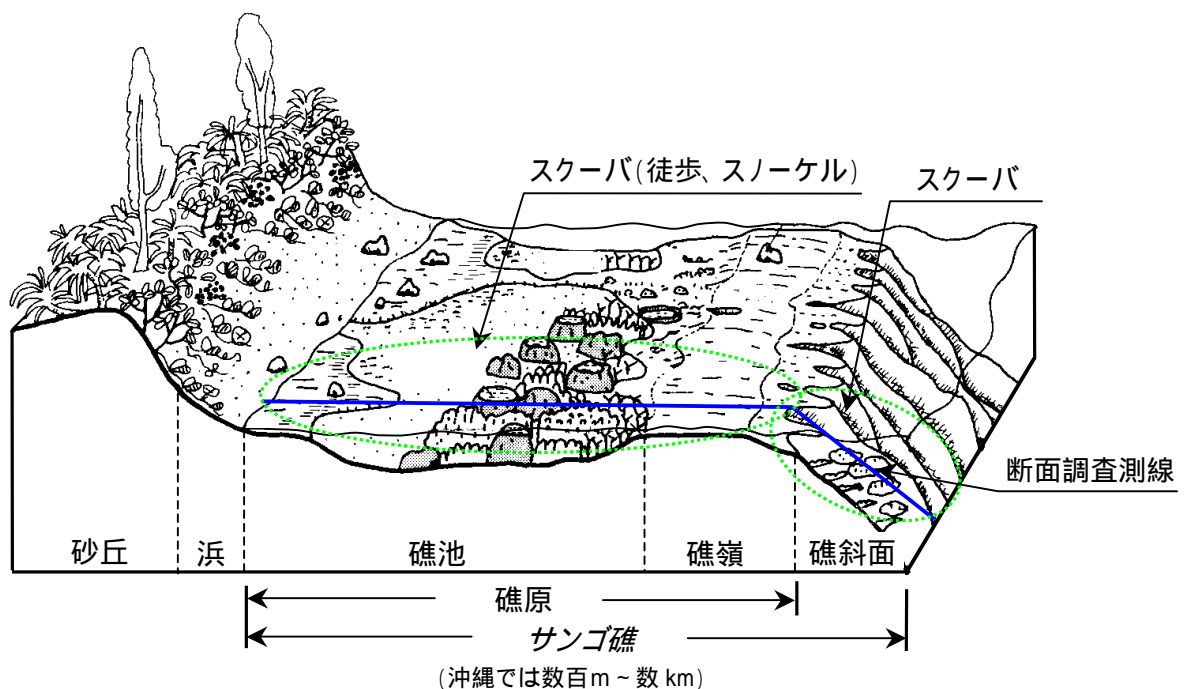 スクーバ(徒歩、スノーケル)
スクーバ
断面調査測線
砂丘
浜
礁池
礁嶺
礁斜面
礁原
サンゴ礁
(沖縄では数百m ~ 数 km)